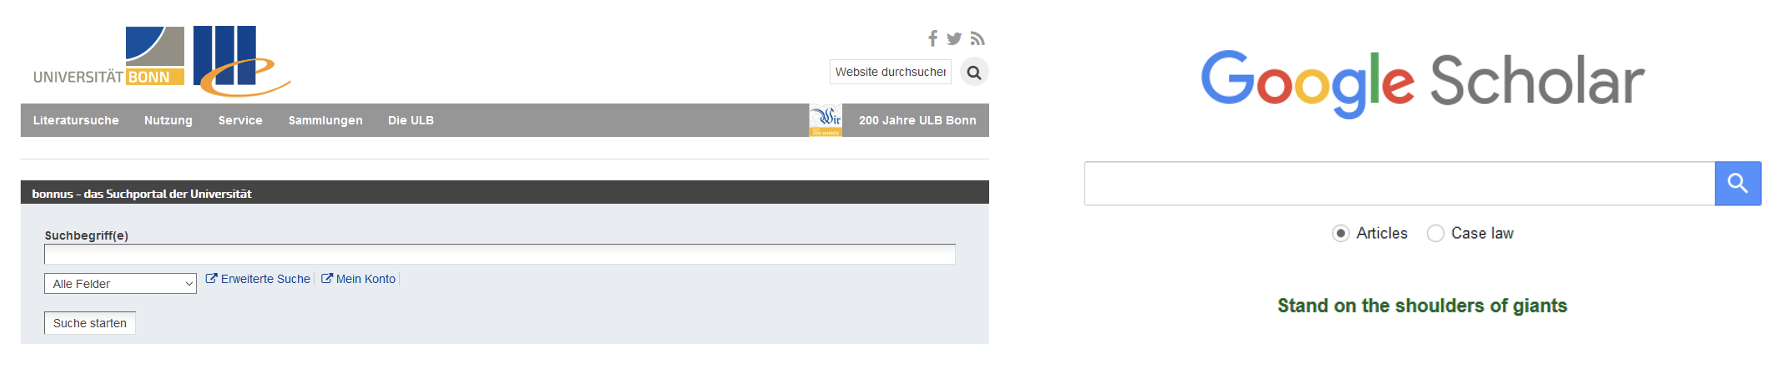 UNIVERSITÄT BONN
Website durchsuchen
Literatursuche Nutzung Service Sammlungen Die ULB Wir 200 Jahre ULB Bonn
bonnus - das Suchportal der Universität
Suchbegriff(e)
Alle Felder Erweiterte Suche Mein Konto
Suche starten
Google Scholar
Articles Case law
Stand on the shoulders of giants